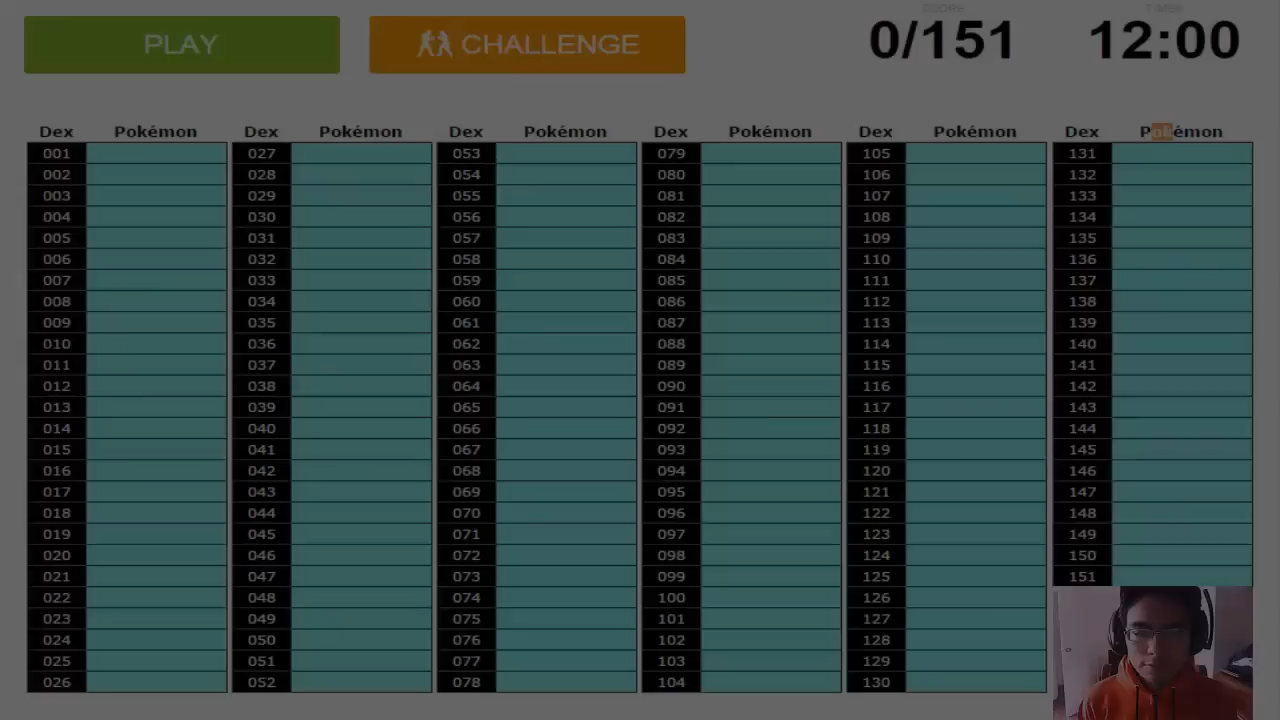 SCORE TIMER
PLAY CHALLENGE 0/151 12:00
Dex Pokémon Dex Pokémon Dex Pokémon Dex Pokémon Dex Pokémon Dex Pokémon
001 027 053 079 105 131
002 028 054 080 106 132
003 029 055 081 107 133
004 030 056 082 108 134
005 031 057 083 109 135
006 032 058 084 110 136
007 033 059 085 111 137
008 034 060 086 112 138
009 035 061 087 113 139
010 036 062 088 114 140
011 037 063 089 115 141
012 038 064 090 116 142
013 039 065 091 117 143
014 040 066 092 118 144
015 041 067 093 119 145
016 042 068 094 120 146
017 043 069 095 121 147
018 044 070 096 122 148
019 045 071 097 123 149
020 046 072 098 124 150
021 047 073 099 125 151
022 048 074 100 126
023 049 075 101 127
024 050 076 102 128
025 051 077 103 129
026 052 078 104 130